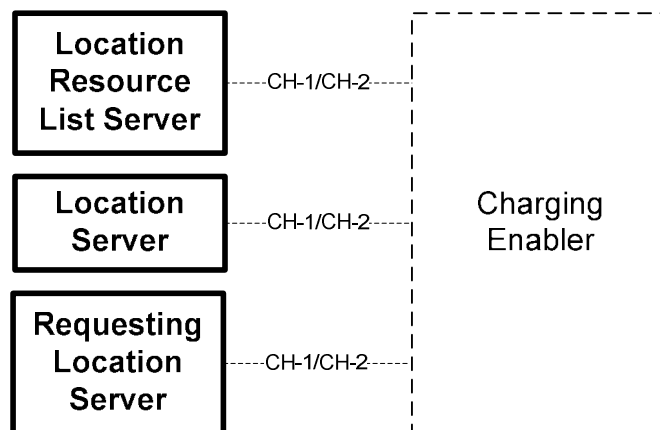 Location
Resource
List Server
CH-1/CH-2
Location
Server
CH-1/CH-2
Charging
Enabler
Requesting
Location
Server
CH-1/CH-2